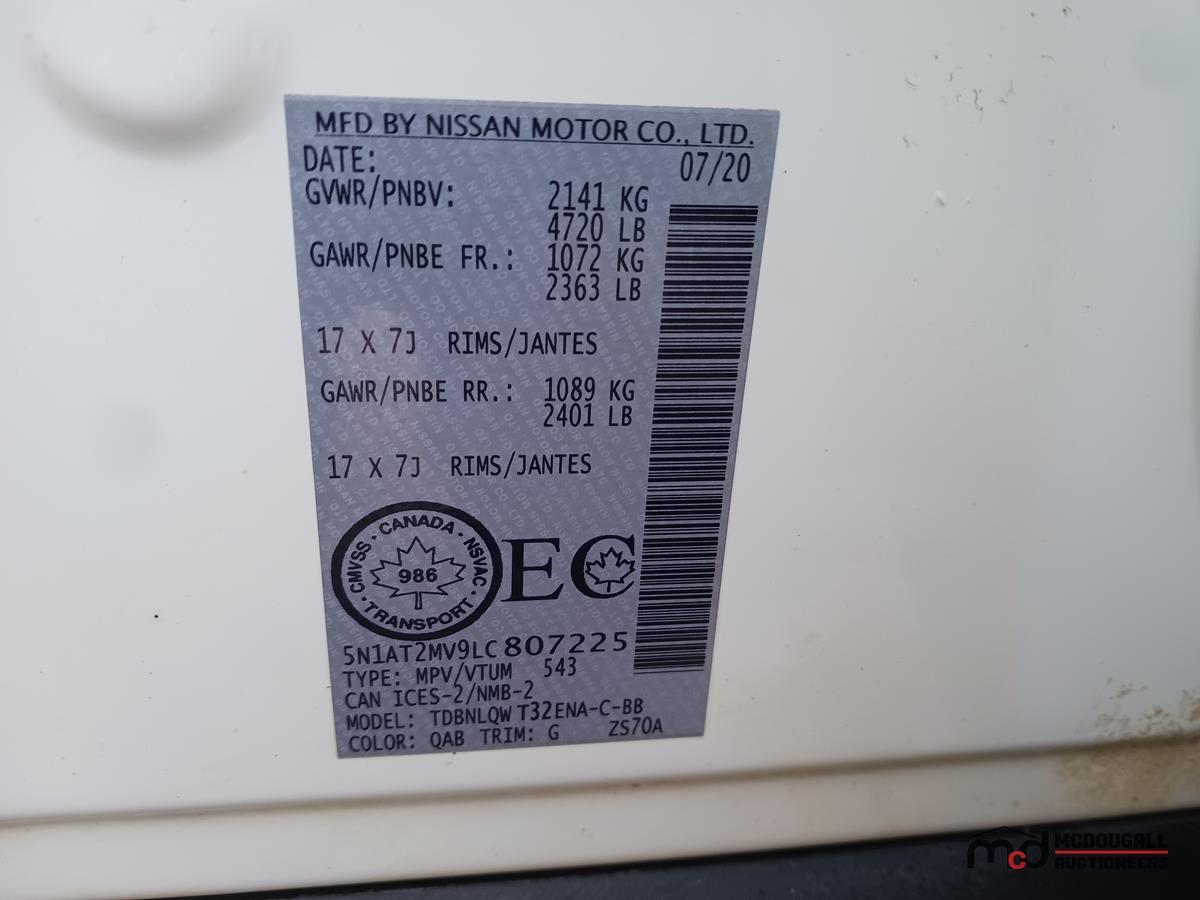 MFD BY NISSAN MOTOR CO., LTD.
DATE: 07/20
GVWR/PNBV: 2141 KG
4720 LB
GAWR/PNBE FR.: 1072 KG
2363 LB
17 X 7J RIMS/JANTES
GAWR/PNBE RR.: 1089 KG
2401 LB
17 X 7J RIMS/JANTES
CMVSS · CANADA · NSVAC · TRANSPORT ·
986
EC
5N1AT2MV9LC807225
TYPE: MPV/VTUM 543
CAN ICES-2/NMB-2
MODEL: TDBNLQW T32ENA-C-BB
COLOR: QAB TRIM: G ZS70A
mcd MCDOUGALL
AUCTIONEERS